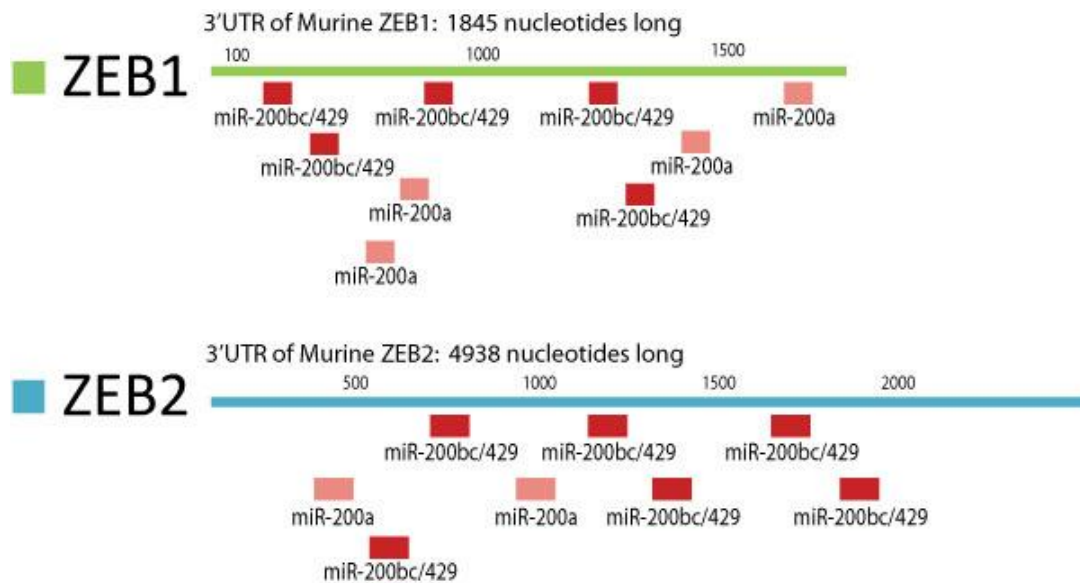 3'UTR of Murine ZEB1: 1845 nucleotides long
100 1000 1500
ZEB1
miR-200bc/429 miR-200bc/429 miR-200bc/429 miR-200a
miR-200bc/429 miR-200a
miR-200a miR-200bc/429
miR-200a
3'UTR of Murine ZEB2: 4938 nucleotides long
500 1000 1500 2000
ZEB2
miR-200bc/429 miR-200bc/429 miR-200bc/429
miR-200a miR-200a miR-200bc/429 miR-200bc/429
miR-200bc/429